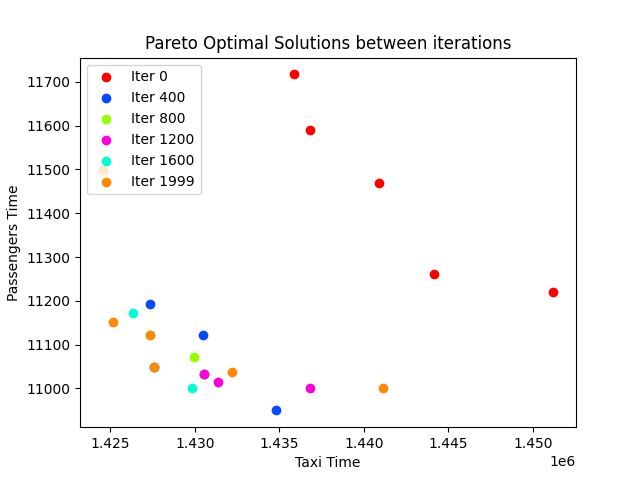 Pareto Optimal Solutions between iterations
11700
11600
11500
11400
11300
11200
11100
11000
Passengers Time
Iter 0
Iter 400
Iter 800
Iter 1200
Iter 1600
Iter 1999
1.425 1.430 1.435 1.440 1.445 1.450
1e6
Taxi Time